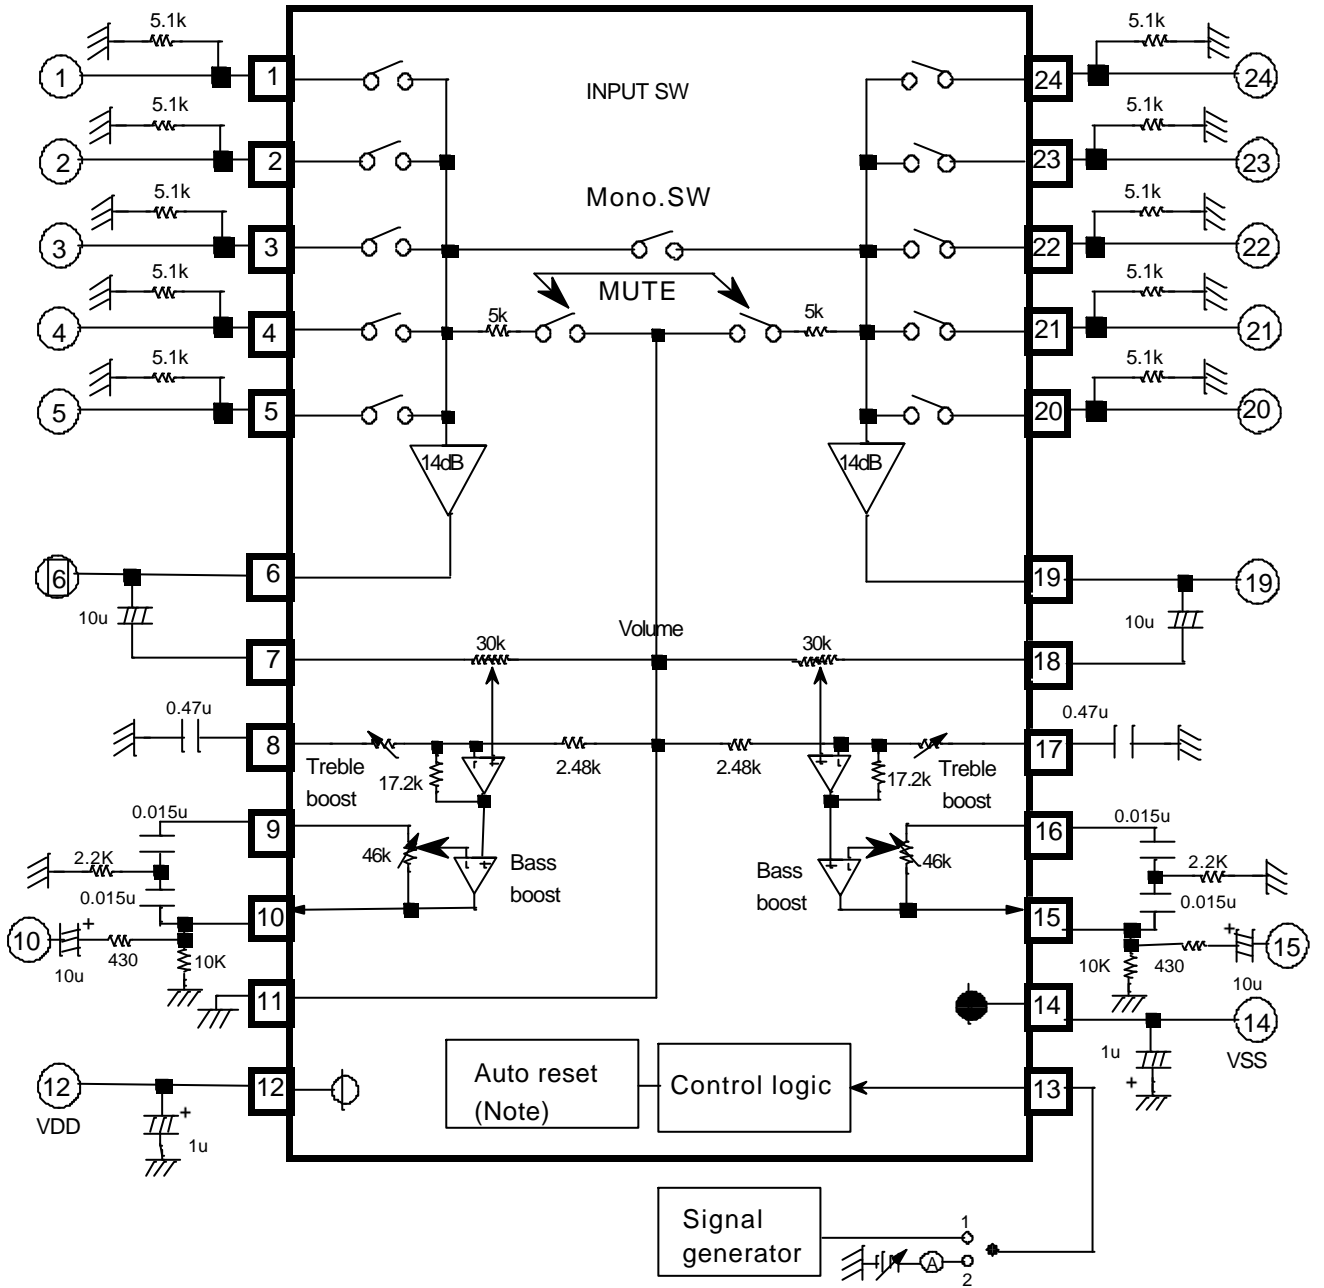 5.1k
5.1k
1
1
INPUT SW
24
24
5.1k
5.1k
2
2
23
23
5.1k
Mono.SW
5.1k
3
3
22
22
5.1k
MUTE
5.1k
4
4
5k
5k
21
21
5.1k
5.1k
5
5
20
20
14dB
14dB
6
6
19
19
10u
10u
Volume
7
30k
30k
18
0.47u
0.47u
8
17
Treble
boost
17.2k
2.48k
2.48k
17.2k
Treble
boost
0.015u
9
16
0.015u
2.2K
46k
Bass
boost
Bass
boost
46k
2.2K
0.015u
0.015u
10
10
15
15
+
10u
430
10K
10K
430
+
10u
11
14
14
VSS
1u
+
12
12
VDD
+
1u
Auto reset
(Note)
Control logic
13
Signal
generator
1
A
2